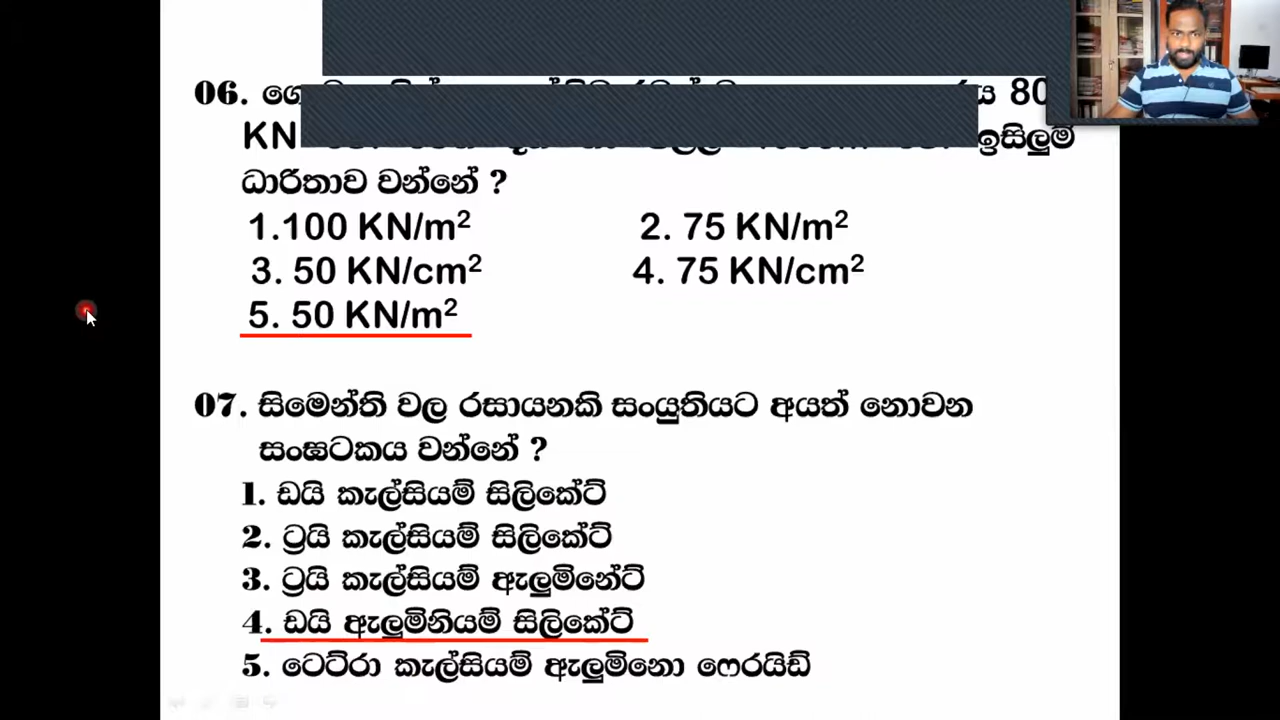 06. ය 80
KN ඉසිලුම්
ධාරිතාව වන්නේ ?
1.100 KN/m²
2. 75 KN/m²
3. 50 KN/cm²
4. 75 KN/cm²
5. 50 KN/m²
07. සිමෙන්ති වල රසායනකි සංයුතියට අයත් නොවන
සංඝටකය වන්නේ ?
1. ඩයි කැල්සියම් සිලිකේට්
2. ට්‍රයි කැල්සියම් සිලිකේට්
3. ට්‍රයි කැල්සියම් ඇලුමිනේට්
4. ඩයි ඇලුමිනියම් සිලිකේට්
5. ටෙට්රා කැල්සියම් ඇලුමිනො ෆෙරයිඩ්